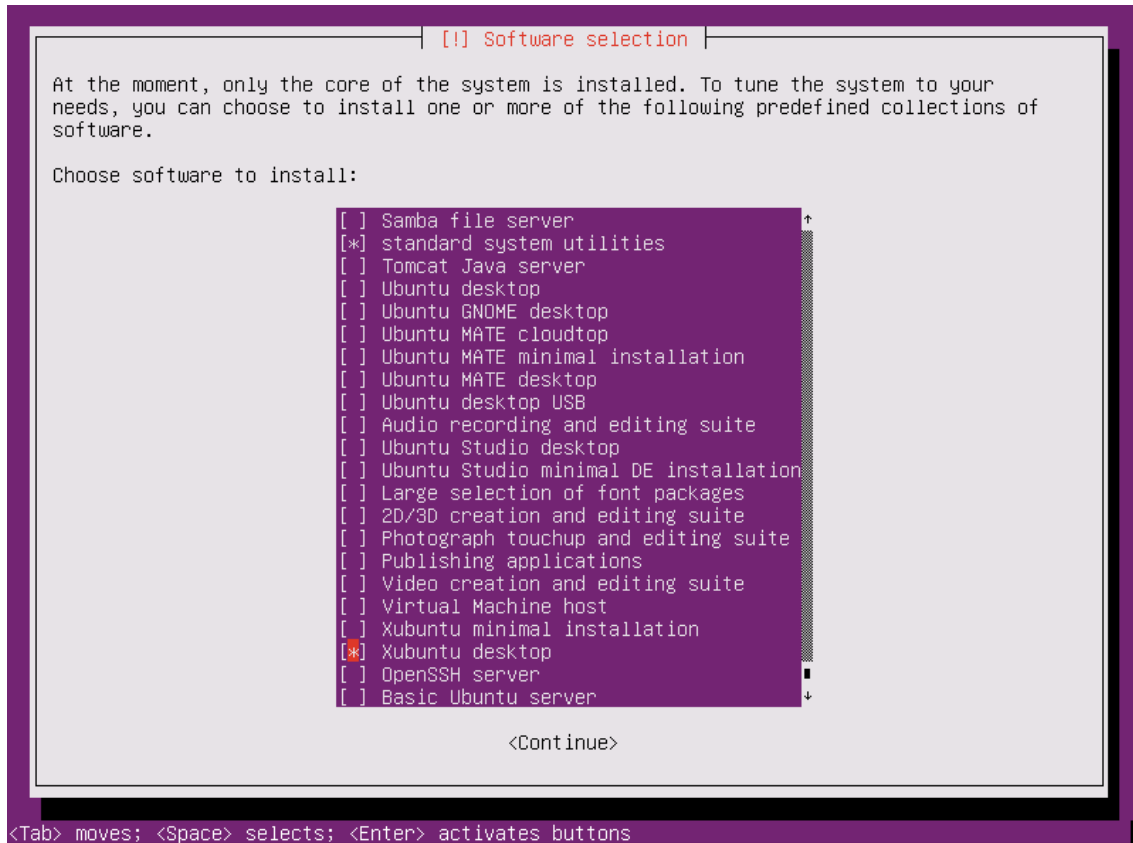 [!] Software selection
At the moment, only the core of the system is installed. To tune the system to your
needs, you can choose to install one or more of the following predefined collections of
software.
Choose software to install:
[ ] Samba file server
[*] standard system utilities
[ ] Tomcat Java server
[ ] Ubuntu desktop
[ ] Ubuntu GNOME desktop
[ ] Ubuntu MATE cloudtop
[ ] Ubuntu MATE minimal installation
[ ] Ubuntu MATE desktop
[ ] Ubuntu desktop USB
[ ] Audio recording and editing suite
[ ] Ubuntu Studio desktop
[ ] Ubuntu Studio minimal DE installation
[ ] Large selection of font packages
[ ] 2D/3D creation and editing suite
[ ] Photograph touchup and editing suite
[ ] Publishing applications
[ ] Video creation and editing suite
[ ] Virtual Machine host
[ ] Xubuntu minimal installation
[*] Xubuntu desktop
[ ] OpenSSH server
[ ] Basic Ubuntu server
<Continue>
<Tab> moves; <Space> selects; <Enter> activates buttons